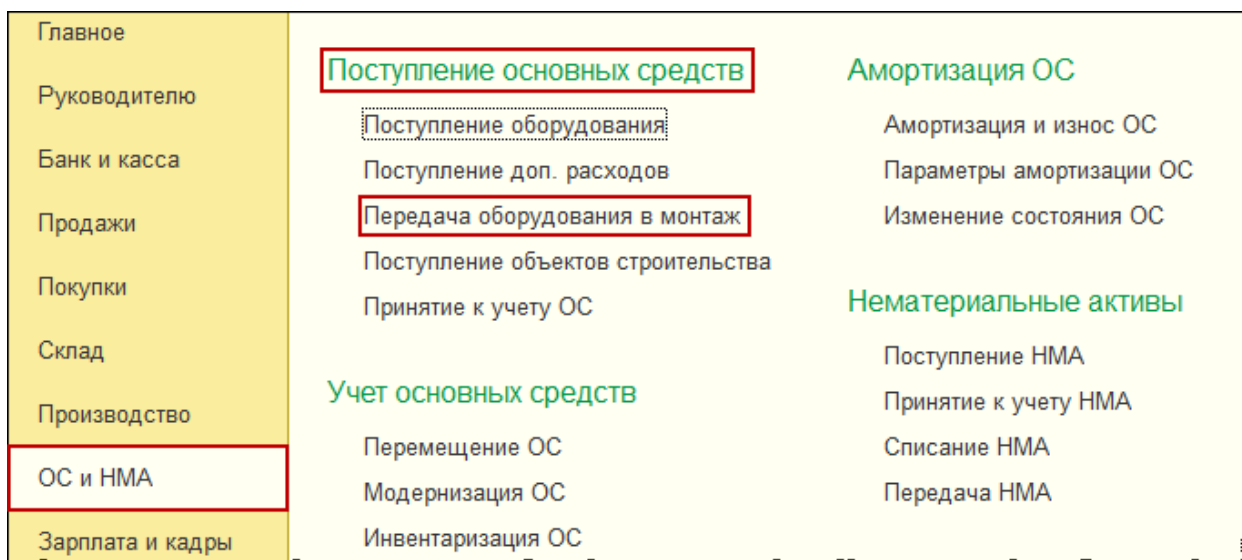 Главное
Руководителю
Банк и касса
Продажи
Покупки
Склад
Производство
ОС и НМА
Зарплата и кадры
Поступление основных средств
Поступление оборудования
Поступление доп. расходов
Передача оборудования в монтаж
Поступление объектов строительства
Принятие к учету ОС
Учет основных средств
Перемещение ОС
Модернизация ОС
Инвентаризация ОС
Амортизация ОС
Амортизация и износ ОС
Параметры амортизации ОС
Изменение состояния ОС
Нематериальные активы
Поступление НМА
Принятие к учету НМА
Списание НМА
Передача НМА